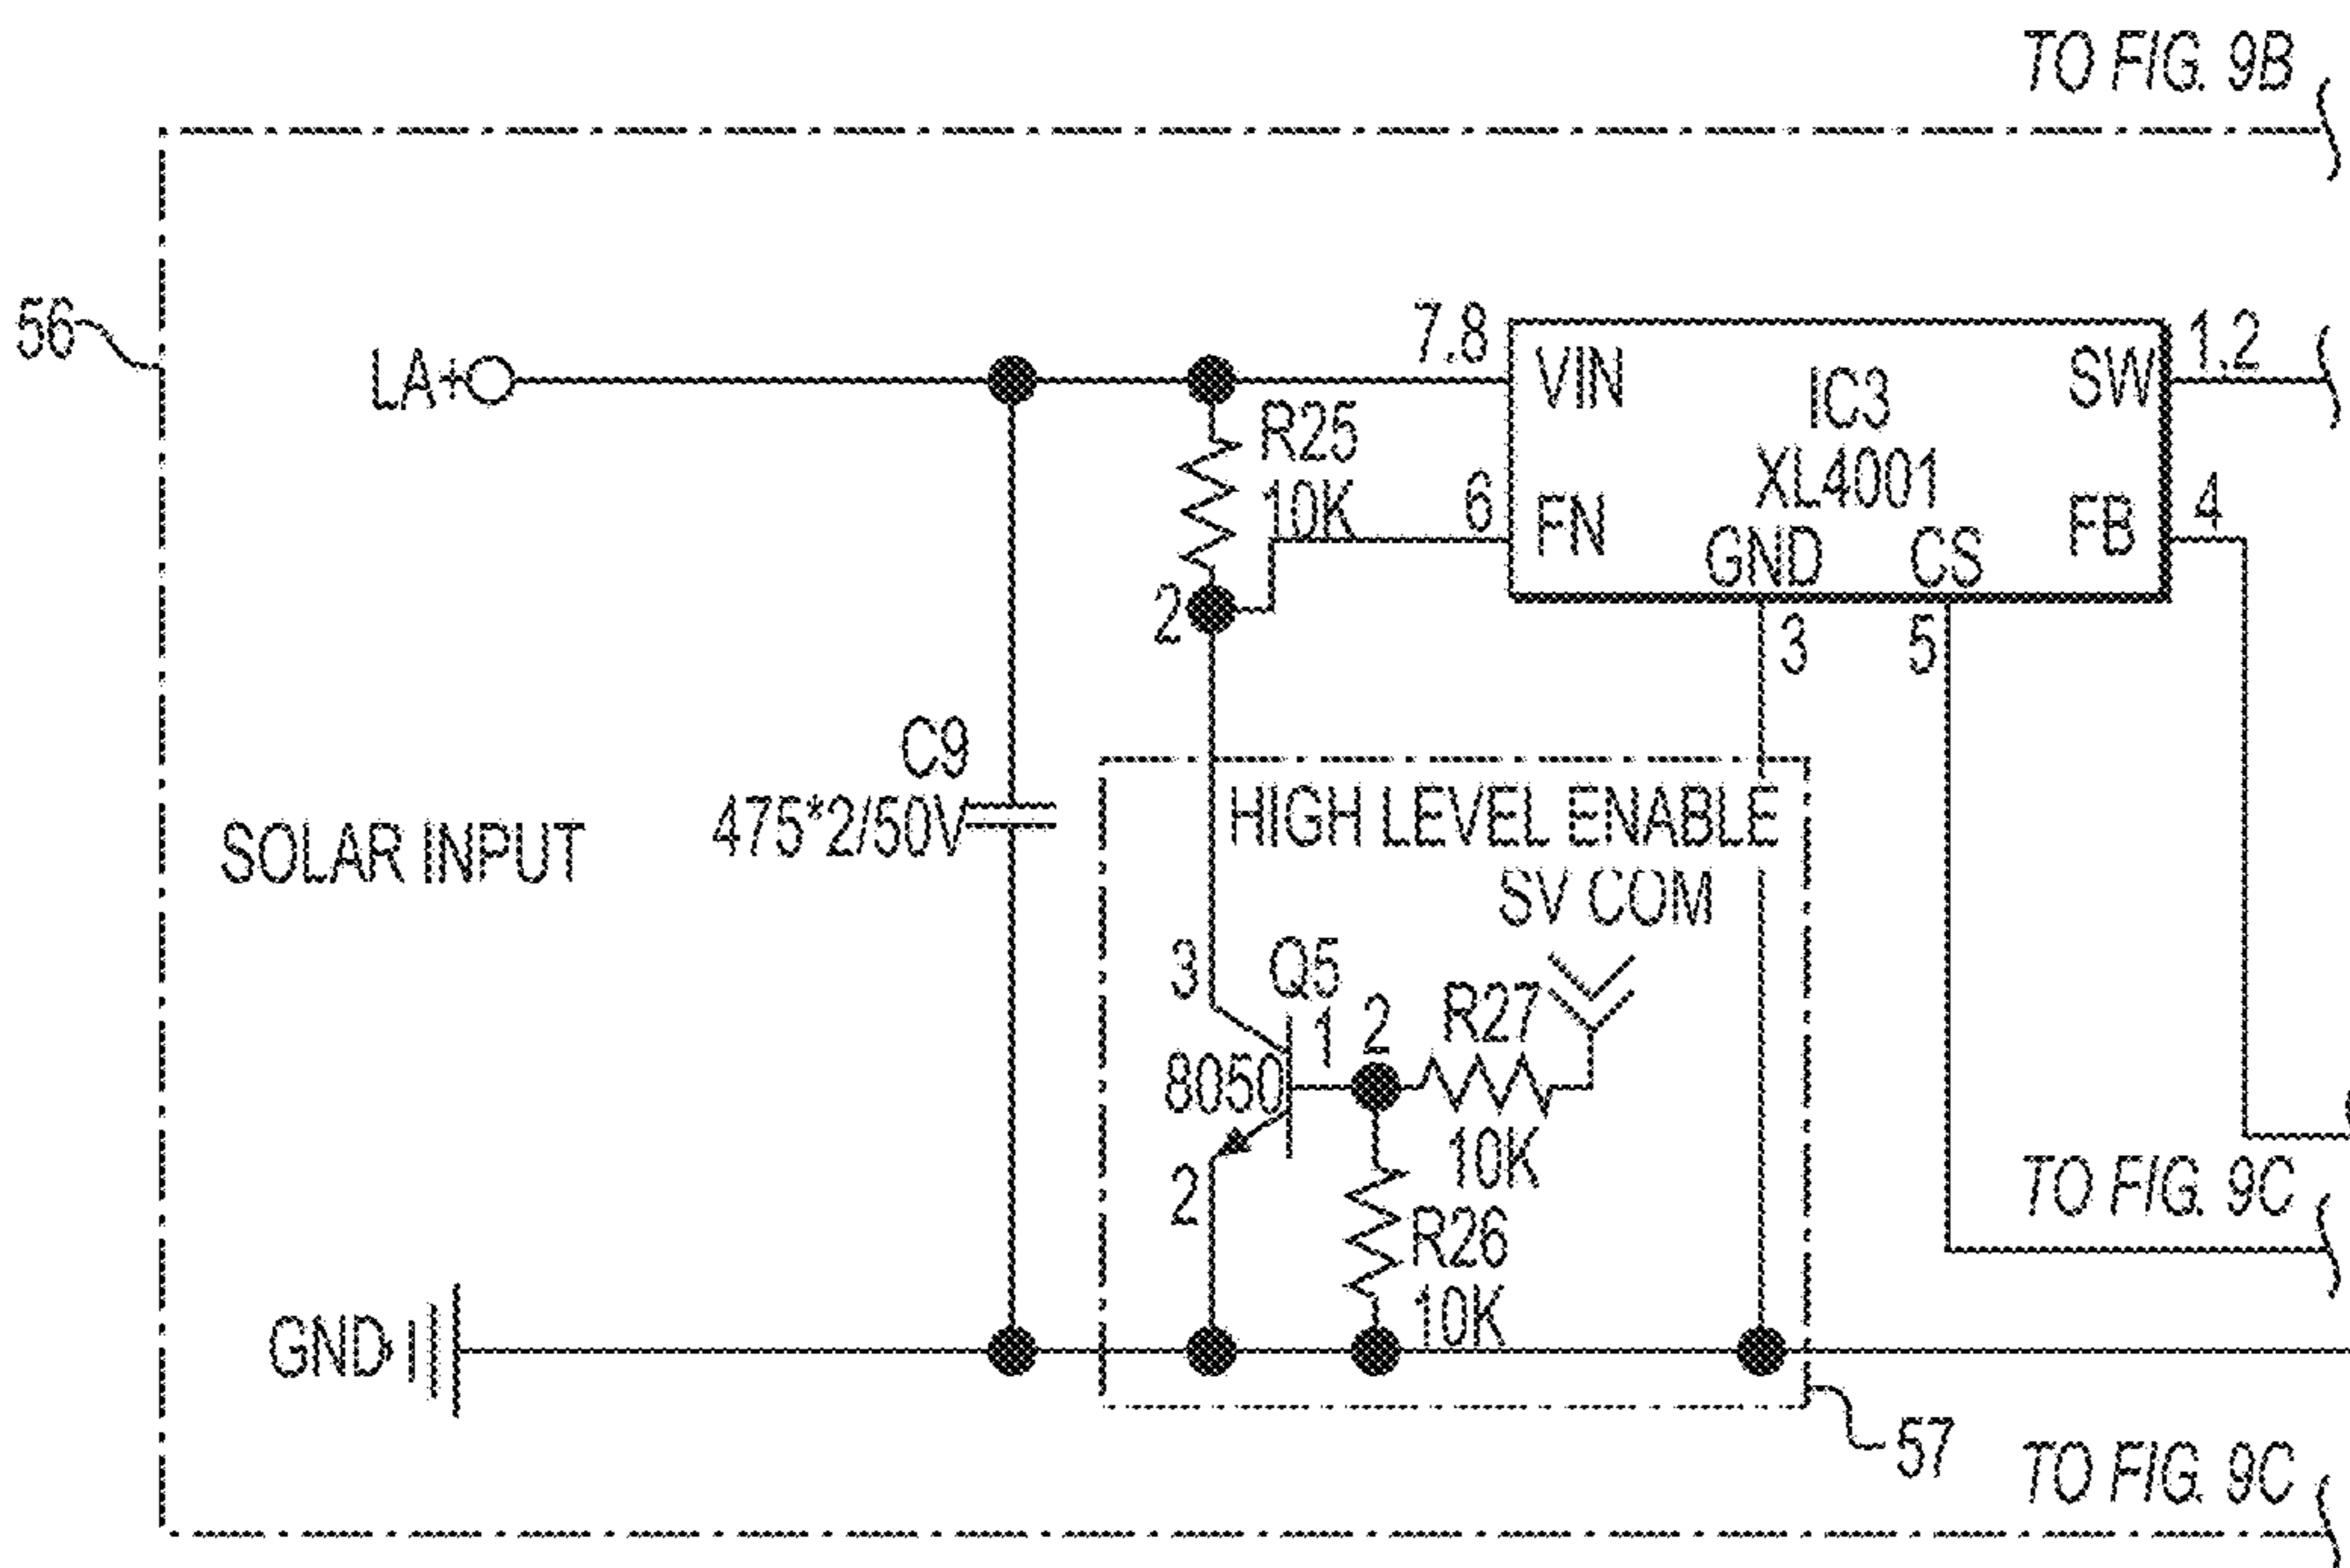 TO FIG. 9B
56
LA+
7.8
VIN
IC3
XL4001
SW
1.2
R25
10K
6
FN
GND
CS
FB
4
2
3
5
C9
475*2/50V
SOLAR INPUT
HIGH LEVEL ENABLE
SV COM
3
Q5
1
2
R27
8050
10K
2
R26
10K
TO FIG. 9C
GND
57
TO FIG. 9C